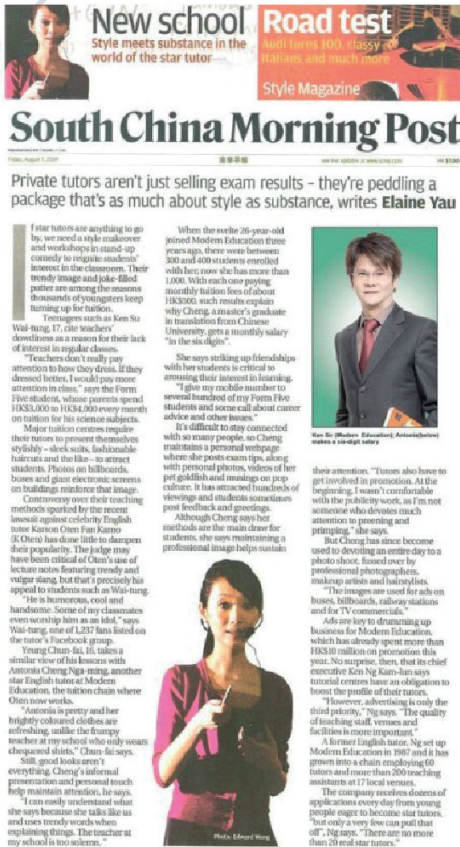 New school
Style meets substance in the
world of the star tutor
Road test
Audi turns 100, classy
Italians and much more
Style Magazine
South China Morning Post
Friday, August 7, 2009
Private tutors aren't just selling exam results – they're peddling a
package that's as much about style as substance, writes Elaine Yau
If star tutors are anything to go
by, we need a style makeover
and workshops in stand-up
comedy to reignite students'
interest in the classroom. Their
trendy image and joke-filled
patter are among the reasons
thousands of youngsters keep
turning up for tuition.
Teenagers such as Ken Su
Wai-tung, 17, cite teachers'
dowdiness as a reason for their lack
of interest in regular classes.
"Teachers don't really pay
attention to how they dress. If they
dressed better, I would pay more
attention in class," says the Form
Five student, whose parents spend
HK$3,000 to HK$4,000 every month
on tuition for his science subjects.
Major tuition centres require
their tutors to present themselves
stylishly – sleek suits, fashionable
haircuts and the like – to attract
students. Photos on billboards,
buses and giant electronic screens
on buildings reinforce that image.
Controversy over their teaching
methods sparked by the recent
lawsuit against celebrity English
tutor Karson Oten Fan Karno
(K Oten) has done little to dampen
their popularity. The judge may
have been critical of Oten's use of
lecture notes featuring trendy and
vulgar slang, but that's precisely his
appeal to students such as Wai-tung.
"He is humorous, cool and
handsome. Some of my classmates
even worship him as an idol," says
Wai-tung, one of 1,237 fans listed on
the tutor's Facebook group.
Yeung Chun-fai, 16, takes a
similar view of his lessons with
Antonia Cheng Nga-ming, another
star English tutor at Modern
Education, the tuition chain where
Oten now works.
"Antonia is pretty and her
brightly coloured clothes are
refreshing, unlike the frumpy
teacher at my school who only wears
chequered shirts," Chun-fai says.
Still, good looks aren't
everything. Cheng's informal
presentation and personal touch
help maintain attention, he says.
"I can easily understand what
she says because she talks like us
and uses trendy words when
explaining things. The teacher at
my school is too solemn."
When the svelte 26-year-old
joined Modern Education three
years ago, there were between
300 and 400 students enrolled
with her; now she has more than
1,000. With each one paying
monthly tuition fees of about
HK$500, such results explain
why Cheng, a master's graduate
in translation from Chinese
University, gets a monthly salary
"in the six digits".
She says striking up friendships
with her students is critical to
arousing their interest in learning.
"I give my mobile number to
several hundred of my Form Five
students and some call about career
advice and other issues."
It's difficult to stay connected
with so many people, so Cheng
maintains a personal webpage
where she posts exam tips, along
with personal photos, videos of her
pet goldfish and musings on pop
culture. It has attracted hundreds of
viewings and students sometimes
post feedback and greetings.
Although Cheng says her
methods are the main draw for
students, she says maintaining a
professional image helps sustain
Photo: Edward Wong
Ken Sir (Modern Education), Antonia(below)
makes a six-digit salary
their attention. "Tutors also have to
get involved in promotion. At the
beginning, I wasn't comfortable
with the publicity work, as I'm not
someone who devotes much
attention to preening and
primping," she says.
But Cheng has since become
used to devoting an entire day to a
photo shoot, fussed over by
professional photographers,
makeup artists and hairstylists.
"The images are used for ads on
buses, billboards, railway stations
and for TV commercials."
Ads are key to drumming up
business for Modern Education,
which has already spent more than
HK$10 million on promotion this
year. No surprise, then, that its chief
executive Ken Ng Kam-lun says
tutorial centres have an obligation to
boost the profile of their tutors.
"However, advertising is only the
third priority," Ng says. "The quality
of teaching staff, venues and
facilities is more important."
A former English tutor, Ng set up
Modern Education in 1987 and it has
grown into a chain employing 60
tutors and more than 200 teaching
assistants at 17 local venues.
The company receives dozens of
applications every day from young
people eager to become star tutors,
"but only a very few can pull that
off", Ng says. "There are no more
than 20 real star tutors."